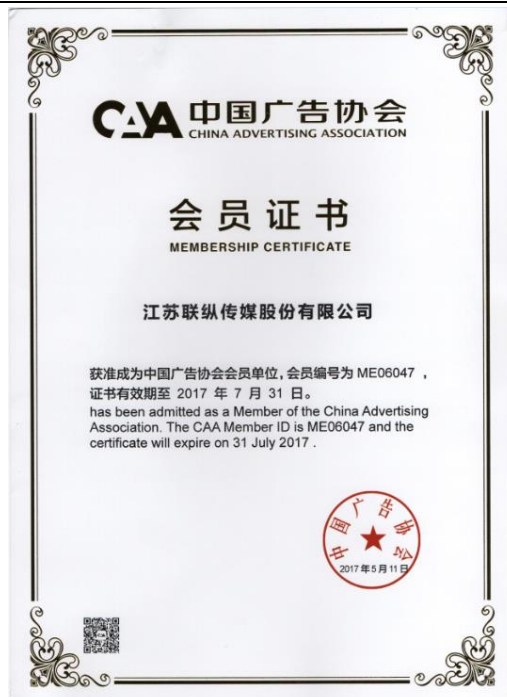 CAA 中国广告协会
CHINA ADVERTISING ASSOCIATION
会员证书
MEMBERSHIP CERTIFICATE
江苏联纵传媒股份有限公司
获准成为中国广告协会会员单位，会员编号为 ME06047 ，
证书有效期至 2017 年 7 月 31 日。
has been admitted as a Member of the China Advertising
Association. The CAA Member ID is ME06047 and the
certificate will expire on 31 July 2017 .
中国广告协会
2017年5月11日